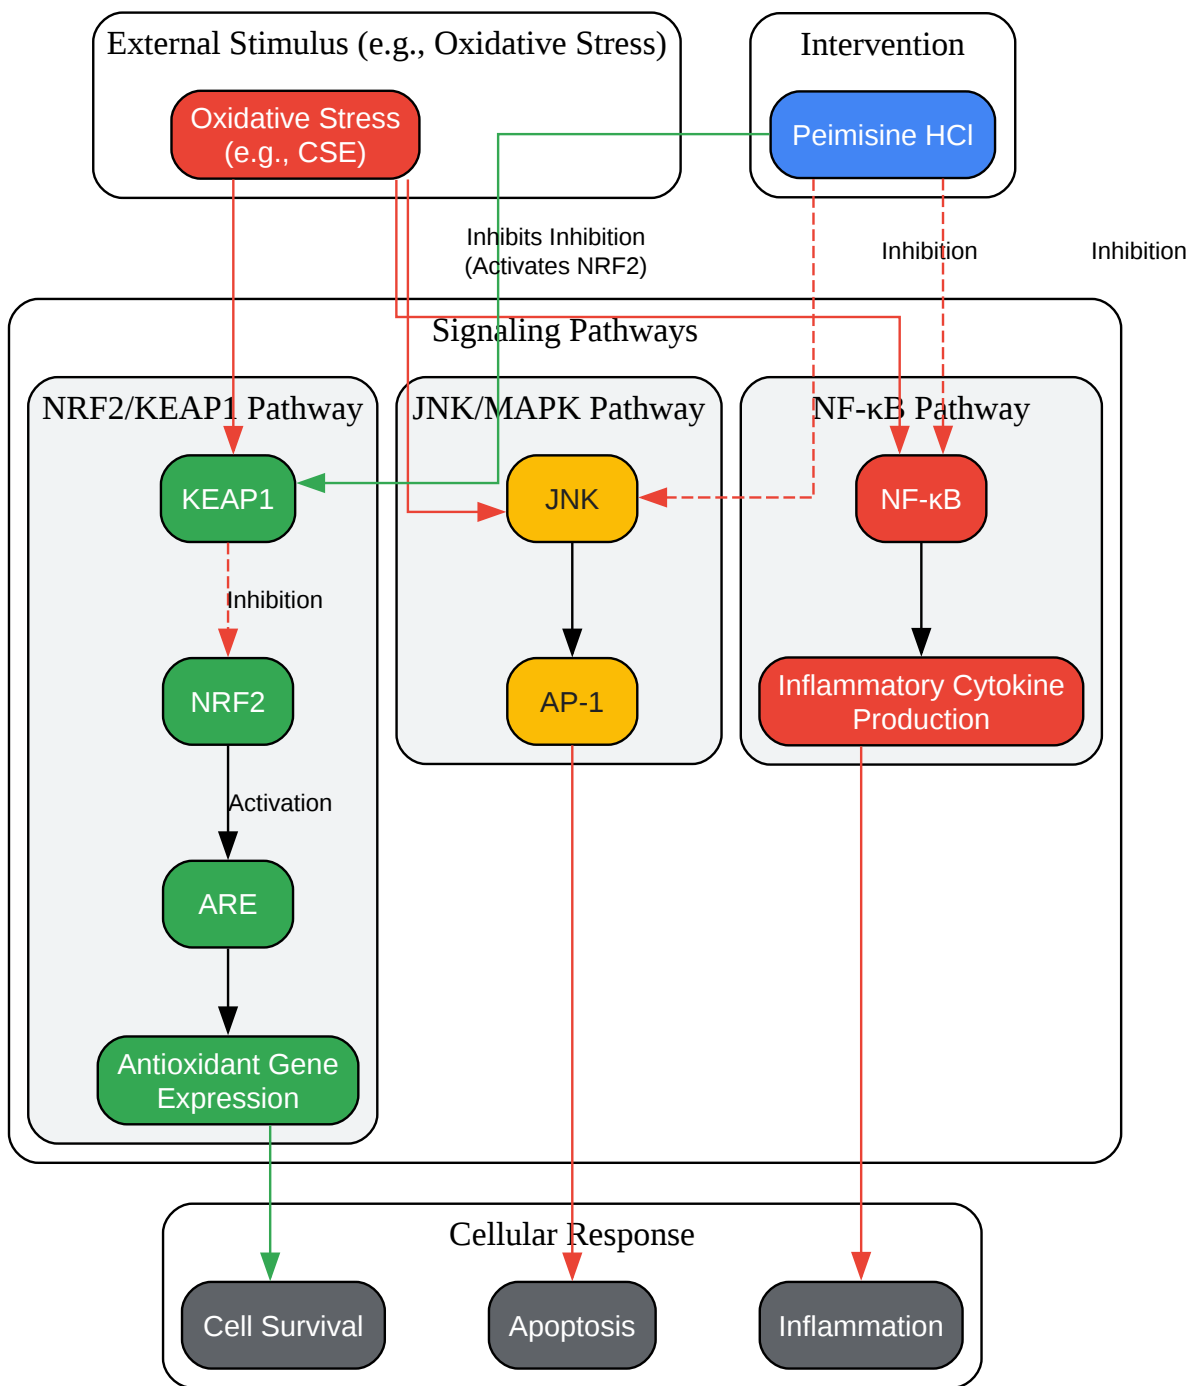 External Stimulus (e.g., Oxidative Stress)
Intervention
Oxidative Stress
(e.g., CSE)
Peimisine HCl
Inhibits Inhibition
(Activates NRF2)
Inhibition
Inhibition
Signaling Pathways
NRF2/KEAP1 Pathway
JNK/MAPK Pathway
NF-κB Pathway
KEAP1
JNK
NF-κB
Inhibition
NRF2
AP-1
Inflammatory Cytokine
Production
Activation
ARE
Antioxidant Gene
Expression
Cellular Response
Cell Survival
Apoptosis
Inflammation